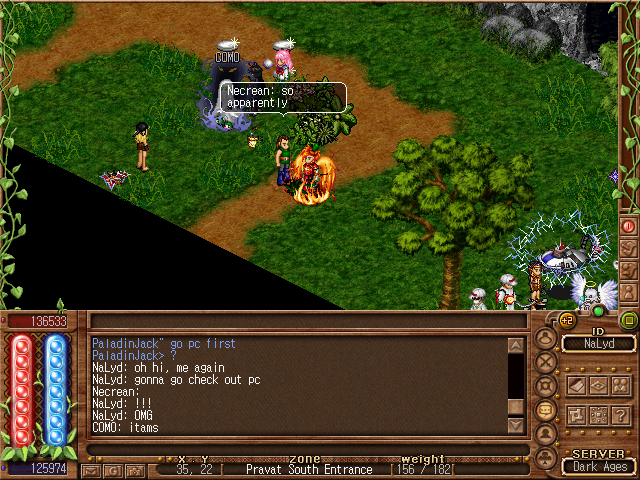 COMO
Necrean: so
apparently
136533
+2
ID
NaLyd
PaladinJack" go pc first
PaladinJack> ?
NaLyd: oh hi, me again
NaLyd: gonna go check out pc
Necrean:
NaLyd: !!!
NaLyd: OMG
COMO: itams
x y zone weight
125974
35, 22 [ Pravat South Entrance [156 / 182[
SERVER
Dark Ages